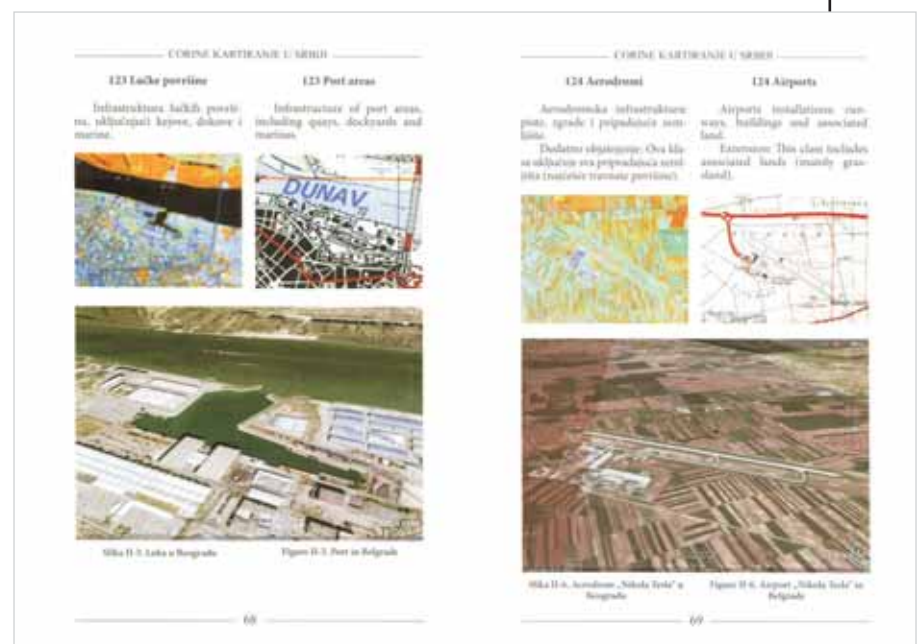 CORINE KARTIRANJE U SRBIJI
123 Lučke površine
Infrastruktura lučkih površi-
na, uključujući kejove, dokove i
marine.
123 Port areas
Infrastructure of port areas,
including quays, dockyards and
marinas.
DUNAV
Slika II-5. Luka u Beogradu
Figure II-5. Port in Belgrade
68
CORINE KARTIRANJE U SRBIJI
124 Aerodromi
Aerodromska infrastruktura:
piste, zgrade i pripadajuće zem-
ljište.
Dodatno objašnjenje: Ova kla-
sa uključuje sva pripadajuća zemlj-
išta (najčešće travnate površine).
124 Airports
Airports installations: run-
ways, buildings and associated
land.
Extension: This class includes
associated lands (mainly gras-
sland).
Slika II-6. Aerodrom „Nikola Tesla" u
Beogradu
Figure II-6. Airport „Nikola Tesla" in
Belgrade
69